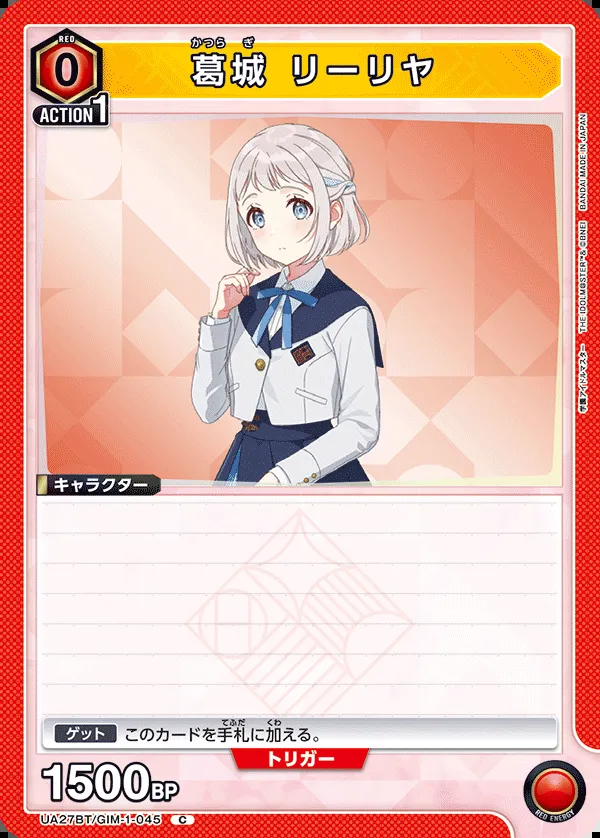 RED
0
ACTION 1
かつら ぎ
葛城 リーリヤ
BANDAI MADE IN JAPAN
THE IDOLM@STER™& ©BNEI
学園アイドルマスター
キャラクター
てふだ くわ
ゲット このカードを手札に加える。
トリガー
1500BP
UA27BT/GIM-1-045 C
RED ENERGY